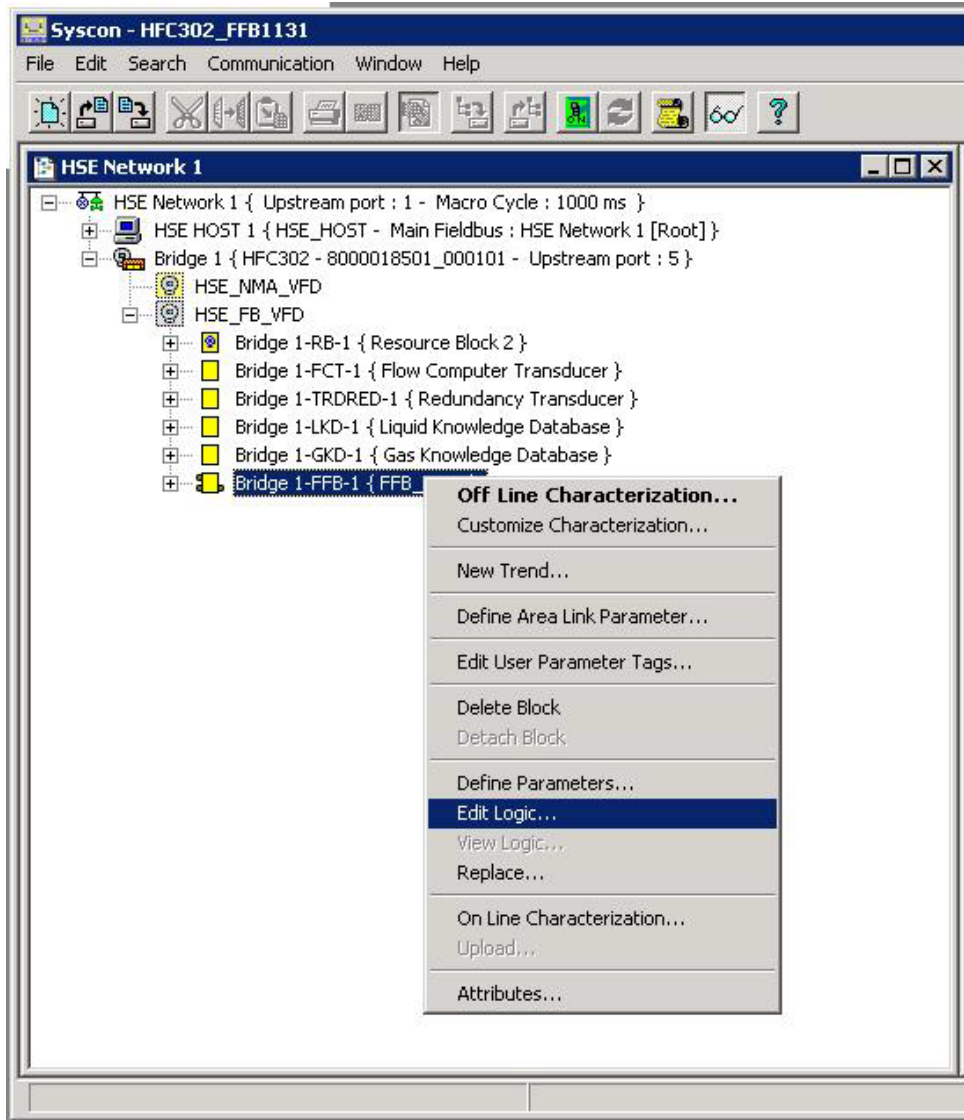 Syscon - HFC302_FFB1131
File Edit Search Communication Window Help
HSE Network 1
HSE Network 1 { Upstream port : 1 - Macro Cycle : 1000 ms }
HSE HOST 1 { HSE_HOST - Main Fieldbus : HSE Network 1 [Root] }
Bridge 1 { HFC302 - 8000018501_000101 - Upstream port : 5 }
HSE_NMA_VFD
HSE_FB_VFD
Bridge 1-RB-1 { Resource Block 2 }
Bridge 1-FCT-1 { Flow Computer Transducer }
Bridge 1-TRDRED-1 { Redundancy Transducer }
Bridge 1-LKD-1 { Liquid Knowledge Database }
Bridge 1-GKD-1 { Gas Knowledge Database }
Bridge 1-FFB-1 { FFB_
Off Line Characterization...
Customize Characterization...
New Trend...
Define Area Link Parameter...
Edit User Parameter Tags...
Delete Block
Detach Block
Define Parameters...
Edit Logic...
View Logic...
Replace...
On Line Characterization...
Upload...
Attributes...